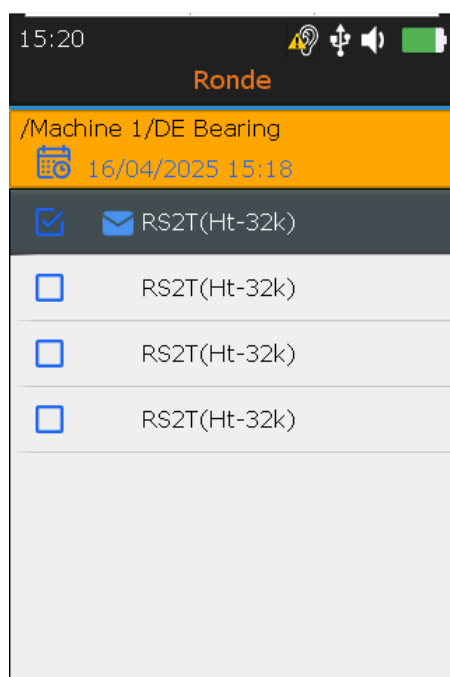 15:20
Ronde
/Machine 1/DE Bearing
16/04/2025 15:18
RS2T(Ht-32k)
RS2T(Ht-32k)
RS2T(Ht-32k)
RS2T(Ht-32k)